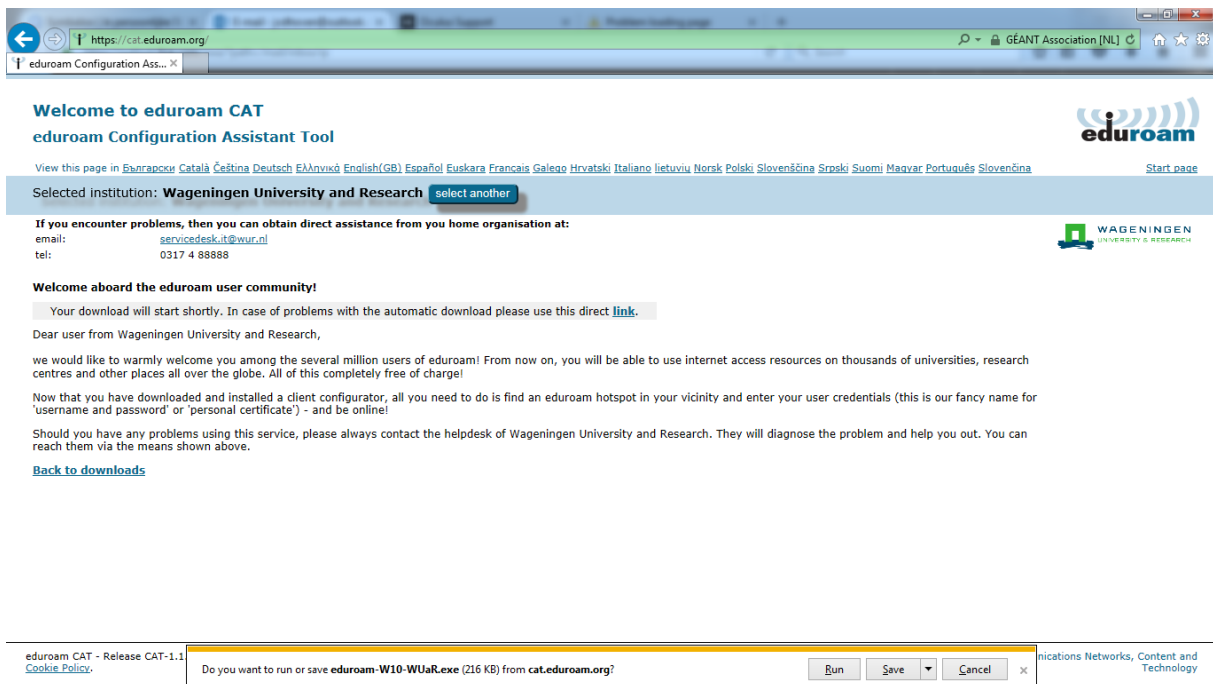 https://cat.eduroam.org/
GÉANT Association [NL]
eduroam Configuration Ass...
Welcome to eduroam CAT
eduroam Configuration Assistant Tool
eduroam
View this page in Български Català Čeština Deutsch Ελληνικά English(GB) Español Euskara Français Galego Hrvatski Italiano lietuvių Norsk Polski Slovenščina Srpski Suomi Magyar Português Slovenčina
Start page
Selected institution: Wageningen University and Research select another
If you encounter problems, then you can obtain direct assistance from you home organisation at:
email: servicedesk.it@wur.nl
tel: 0317 4 88888
WAGENINGEN
UNIVERSITY & RESEARCH
Welcome aboard the eduroam user community!
Your download will start shortly. In case of problems with the automatic download please use this direct link.
Dear user from Wageningen University and Research,
we would like to warmly welcome you among the several million users of eduroam! From now on, you will be able to use internet access resources on thousands of universities, research
centres and other places all over the globe. All of this completely free of charge!
Now that you have downloaded and installed a client configurator, all you need to do is find an eduroam hotspot in your vicinity and enter your user credentials (this is our fancy name for
'username and password' or 'personal certificate') - and be online!
Should you have any problems using this service, please always contact the helpdesk of Wageningen University and Research. They will diagnose the problem and help you out. You can
reach them via the means shown above.
Back to downloads
eduroam CAT - Release CAT-1.1
Cookie Policy.
Do you want to run or save eduroam-W10-WUaR.exe (216 KB) from cat.eduroam.org?
Run Save Cancel
nications Networks, Content and
Technology